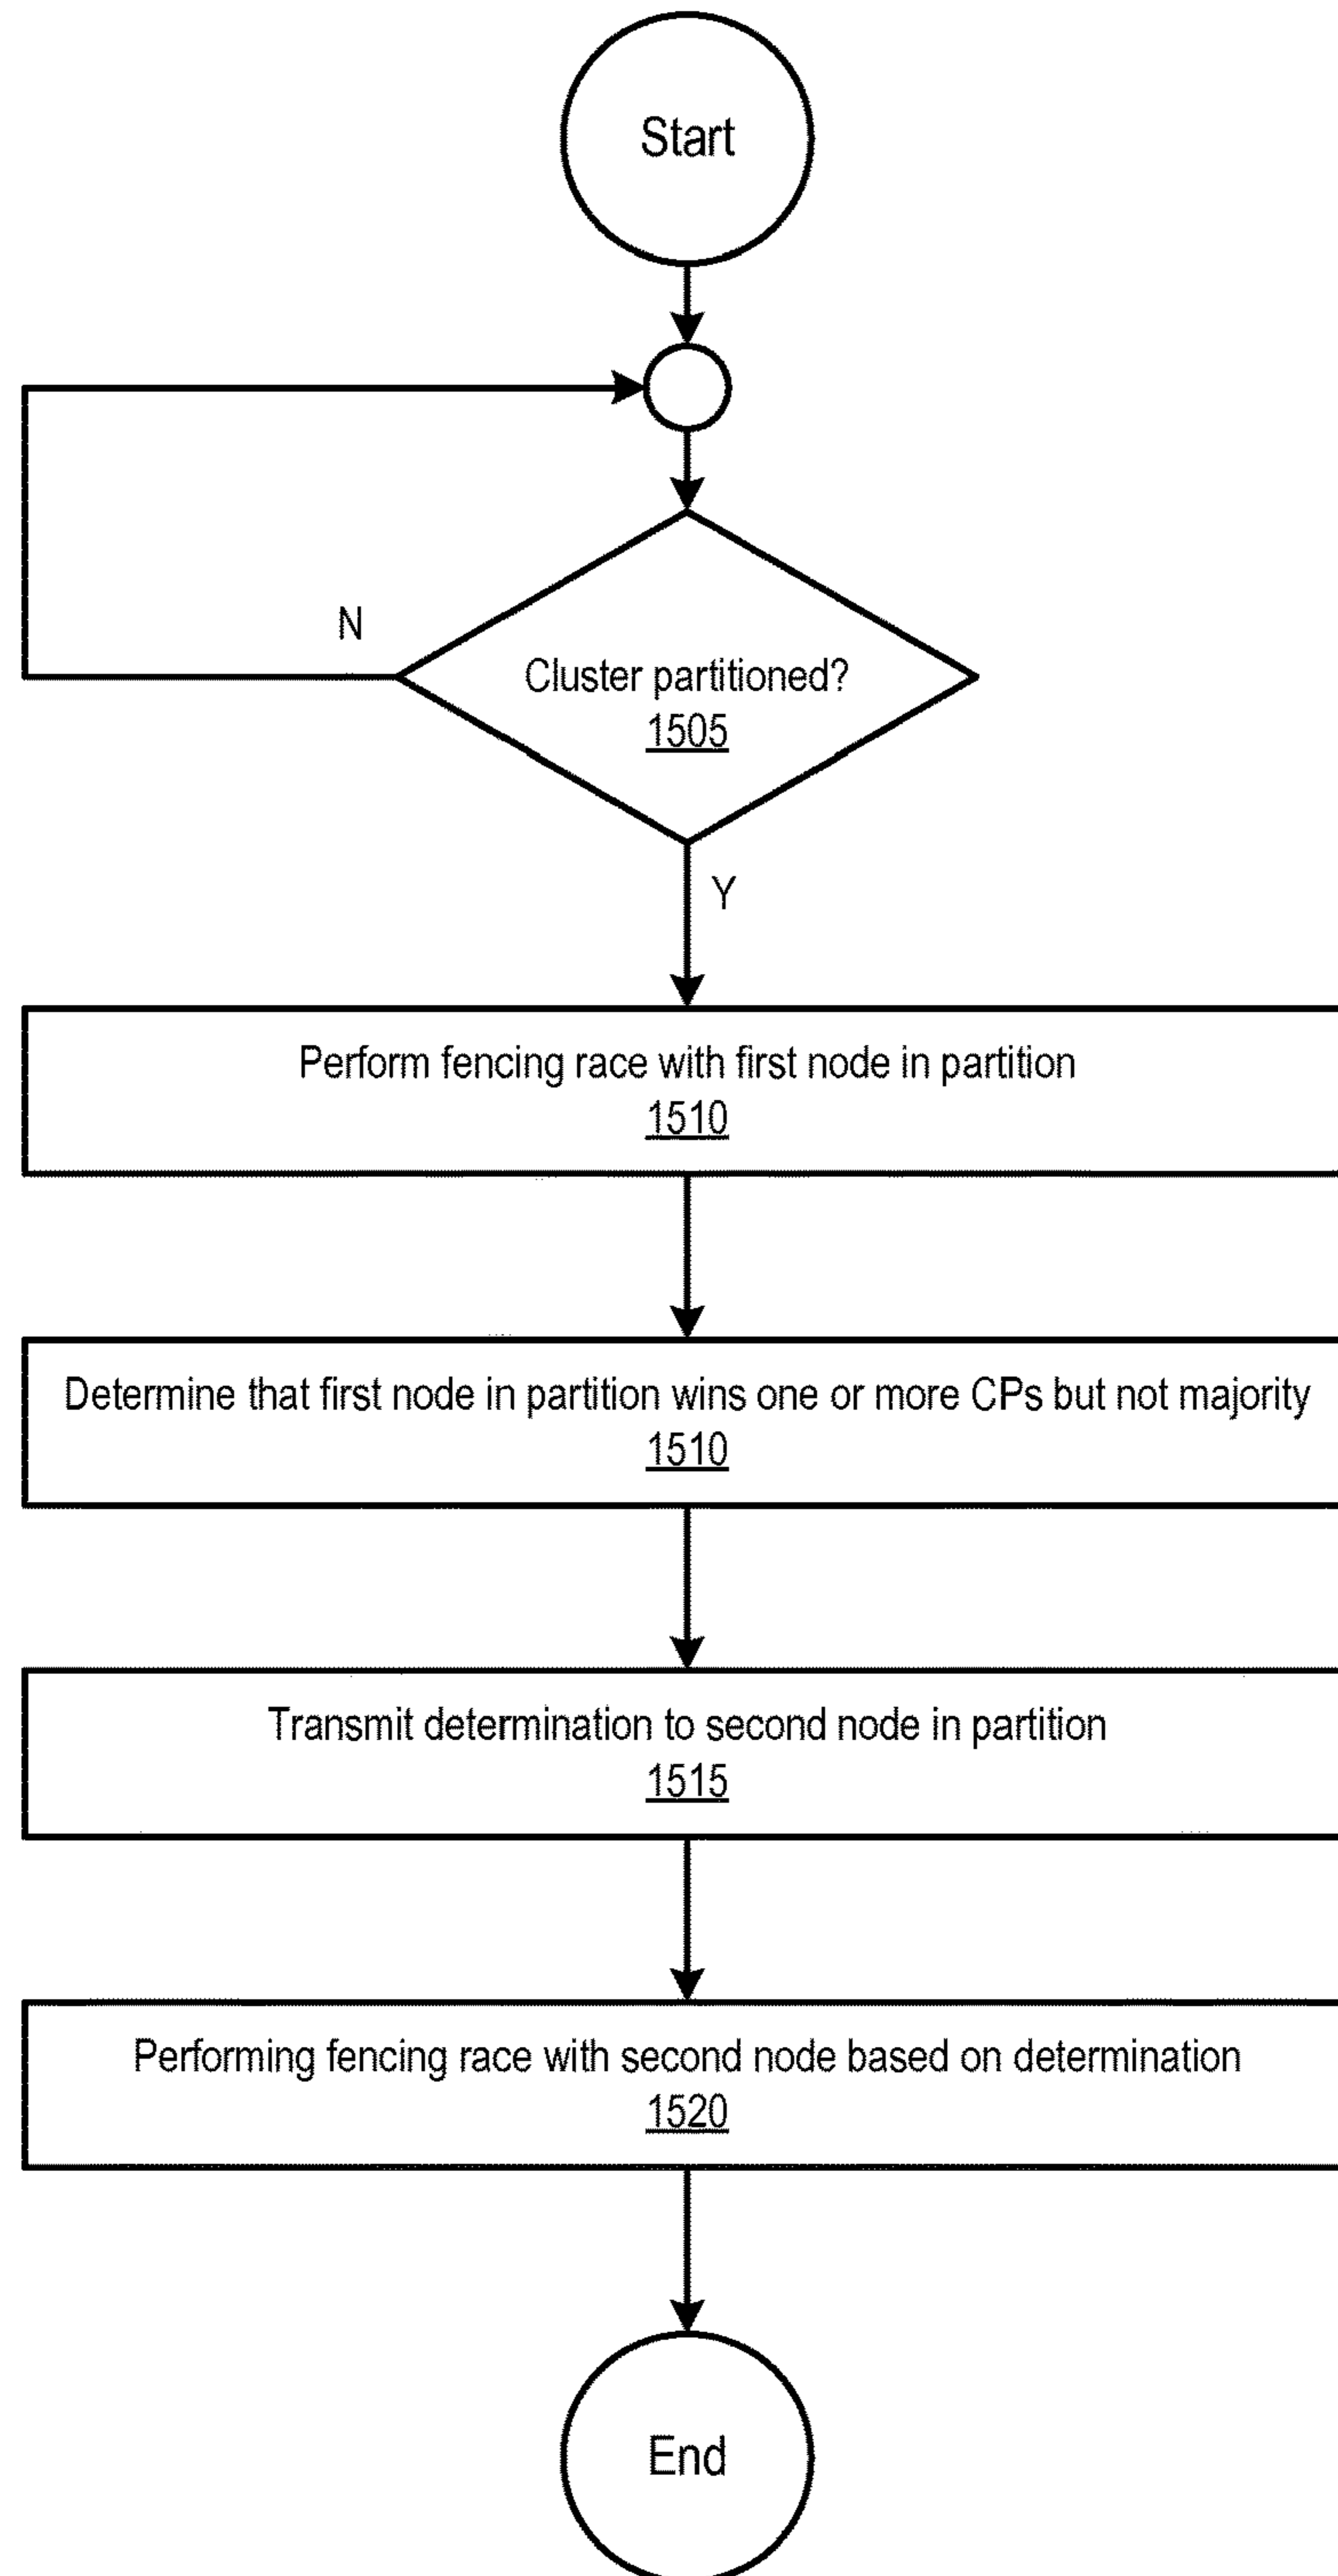 Start
N
Cluster partitioned?
1505
Y
Perform fencing race with first node in partition
1510
Determine that first node in partition wins one or more CPs but not majority
1510
Transmit determination to second node in partition
1515
Performing fencing race with second node based on determination
1520
End